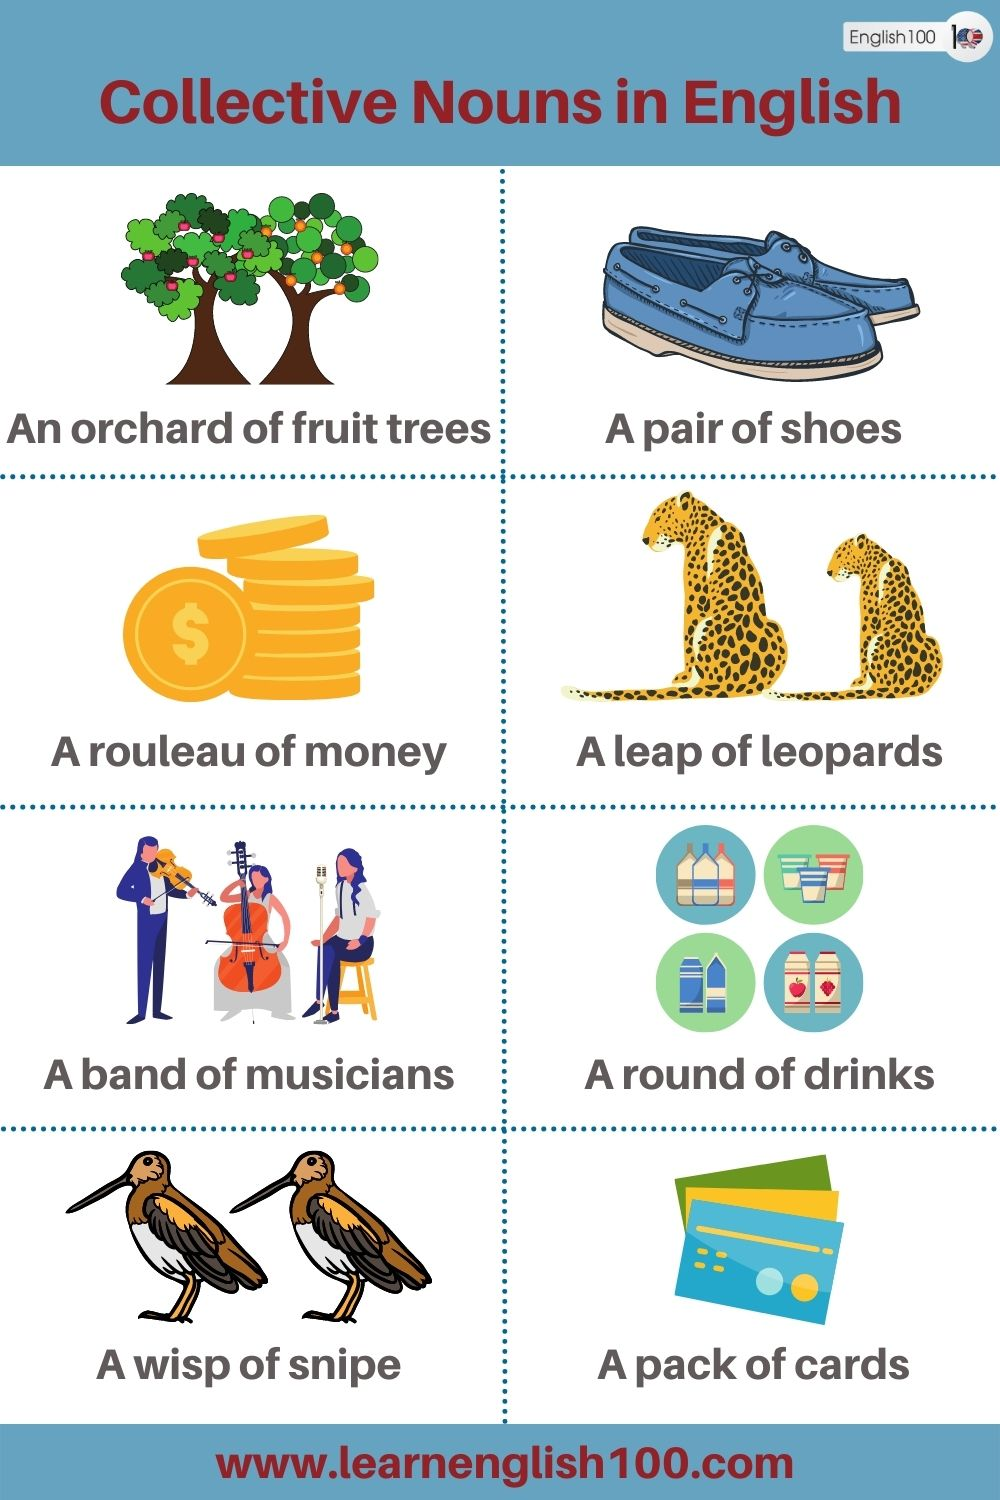 English100
Collective Nouns in English
An orchard of fruit trees
A pair of shoes
$
A rouleau of money
A leap of leopards
A band of musicians
A round of drinks
A wisp of snipe
A pack of cards
www.learnenglish100.com